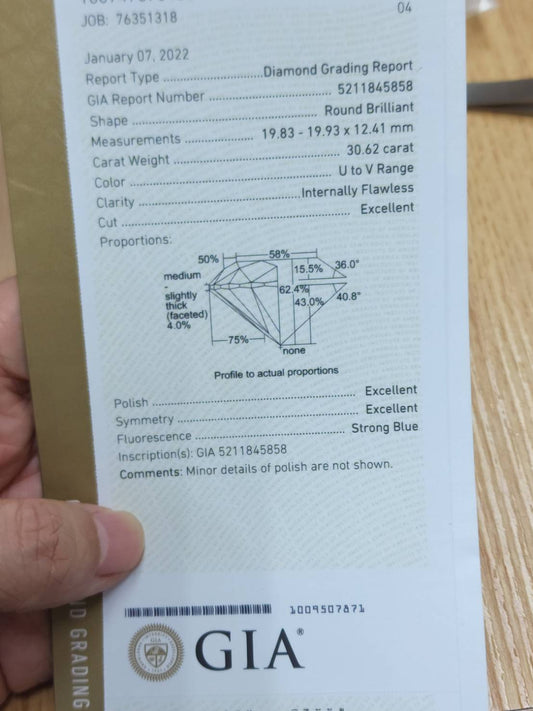 JOB: 76351318
04
January 07, 2022
Report Type Diamond Grading Report
GIA Report Number 5211845858
Shape Round Brilliant
Measurements 19.83 - 19.93 x 12.41 mm
Carat Weight 30.62 carat
Color U to V Range
Clarity Internally Flawless
Cut Excellent
Proportions:
50%
58%
medium
-
slightly
thick
(faceted)
4.0%
15.5%
36.0°
62.4%
43.0%
40.8°
75%
none
Profile to actual proportions
Polish Excellent
Symmetry Excellent
Fluorescence Strong Blue
Inscription(s): GIA 5211845858
Comments: Minor details of polish are not shown.
1009507871
GIA®
GRADING